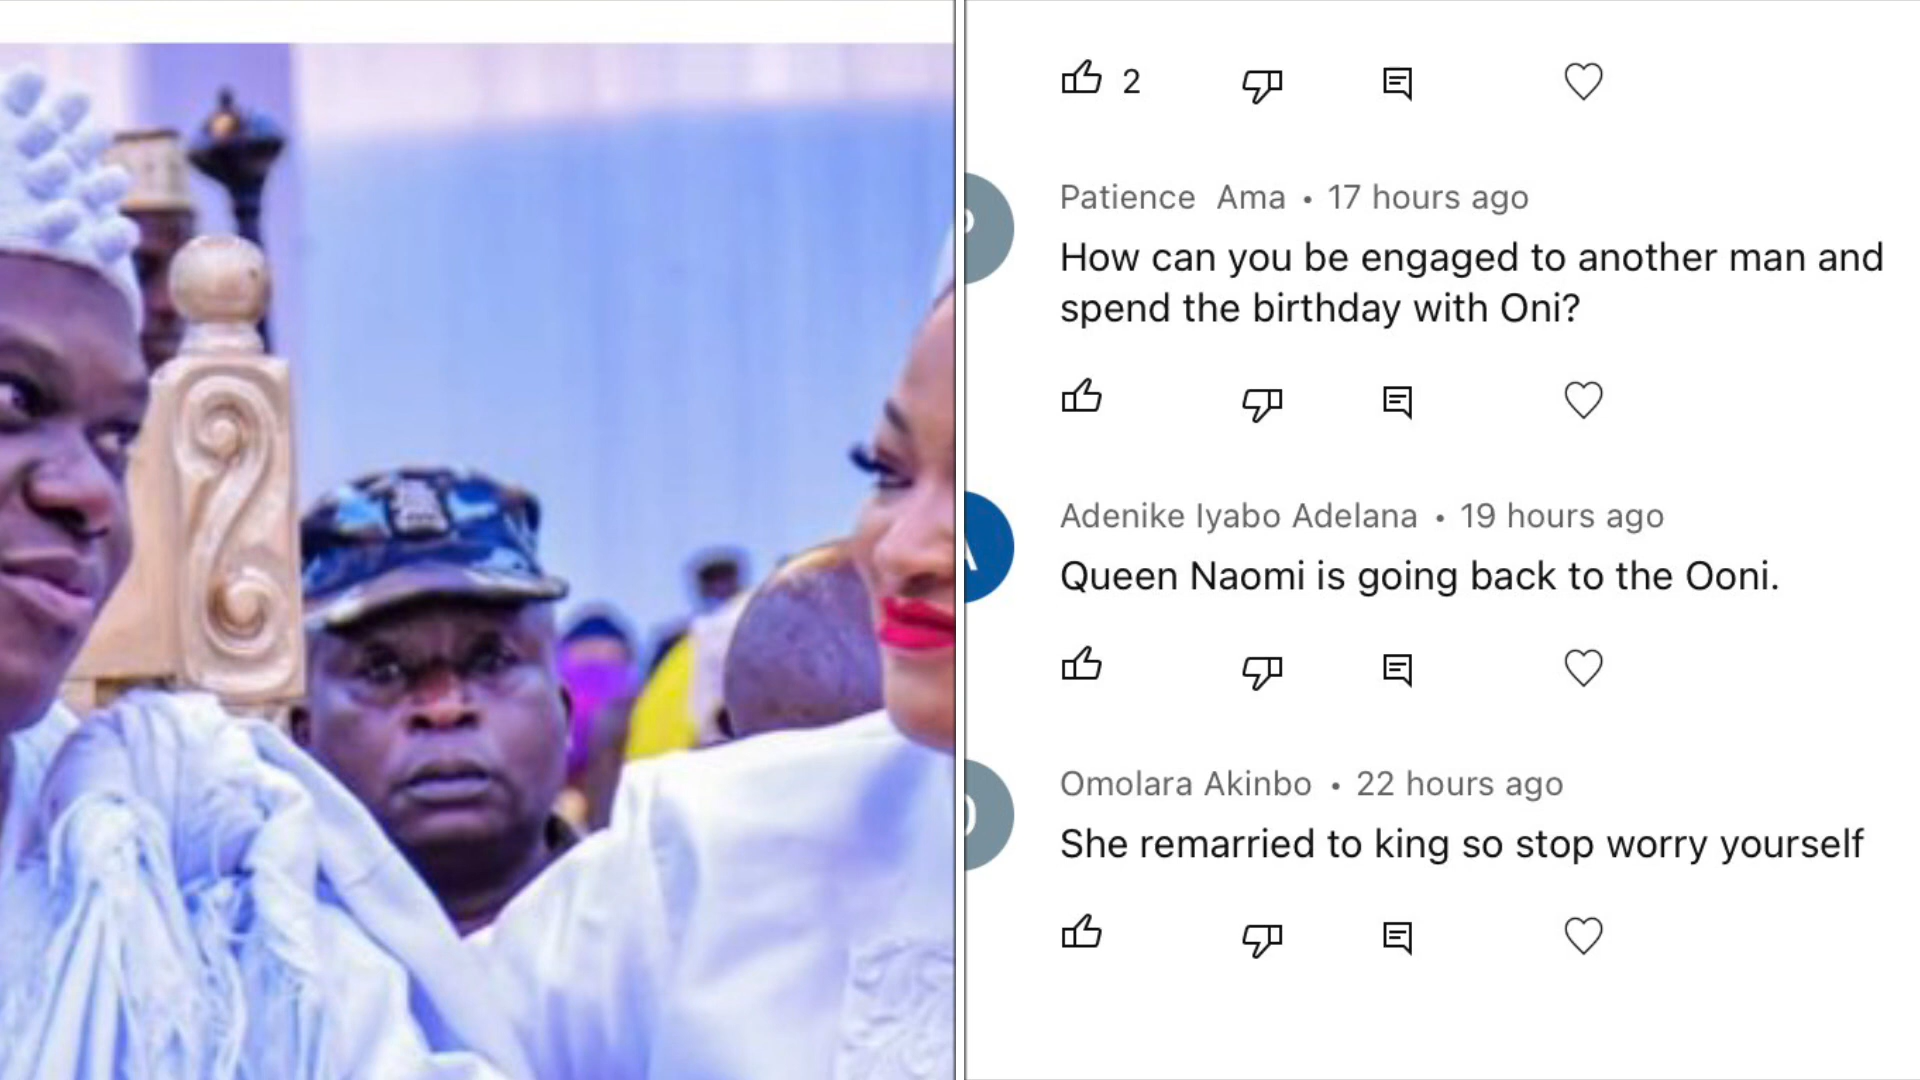 2
Patience Ama • 17 hours ago
How can you be engaged to another man and
spend the birthday with Oni?
Adenike Iyabo Adelana • 19 hours ago
Queen Naomi is going back to the Ooni.
Omolara Akinbo • 22 hours ago
She remarried to king so stop worry yourself